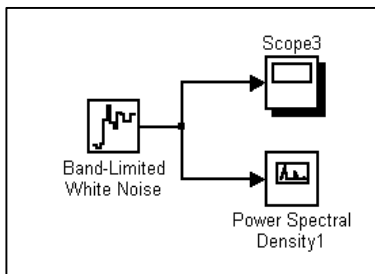 Scope3
Band-Limited
White Noise
Power Spectral
Density1